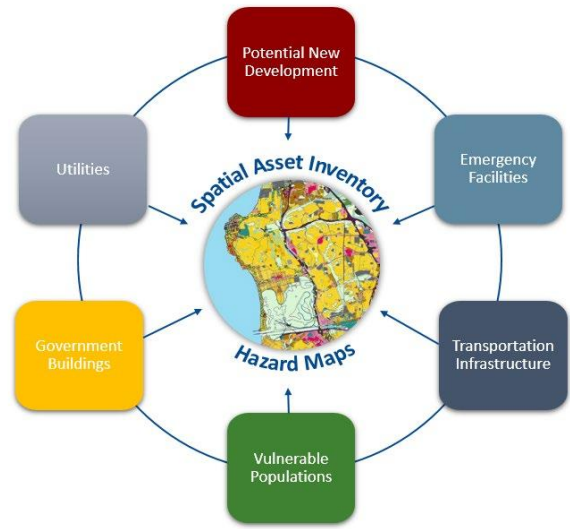 Potential New
Development
Utilities
Emergency
Facilities
Spatial Asset Inventory
Hazard Maps
Government
Buildings
Transportation
Infrastructure
Vulnerable
Populations